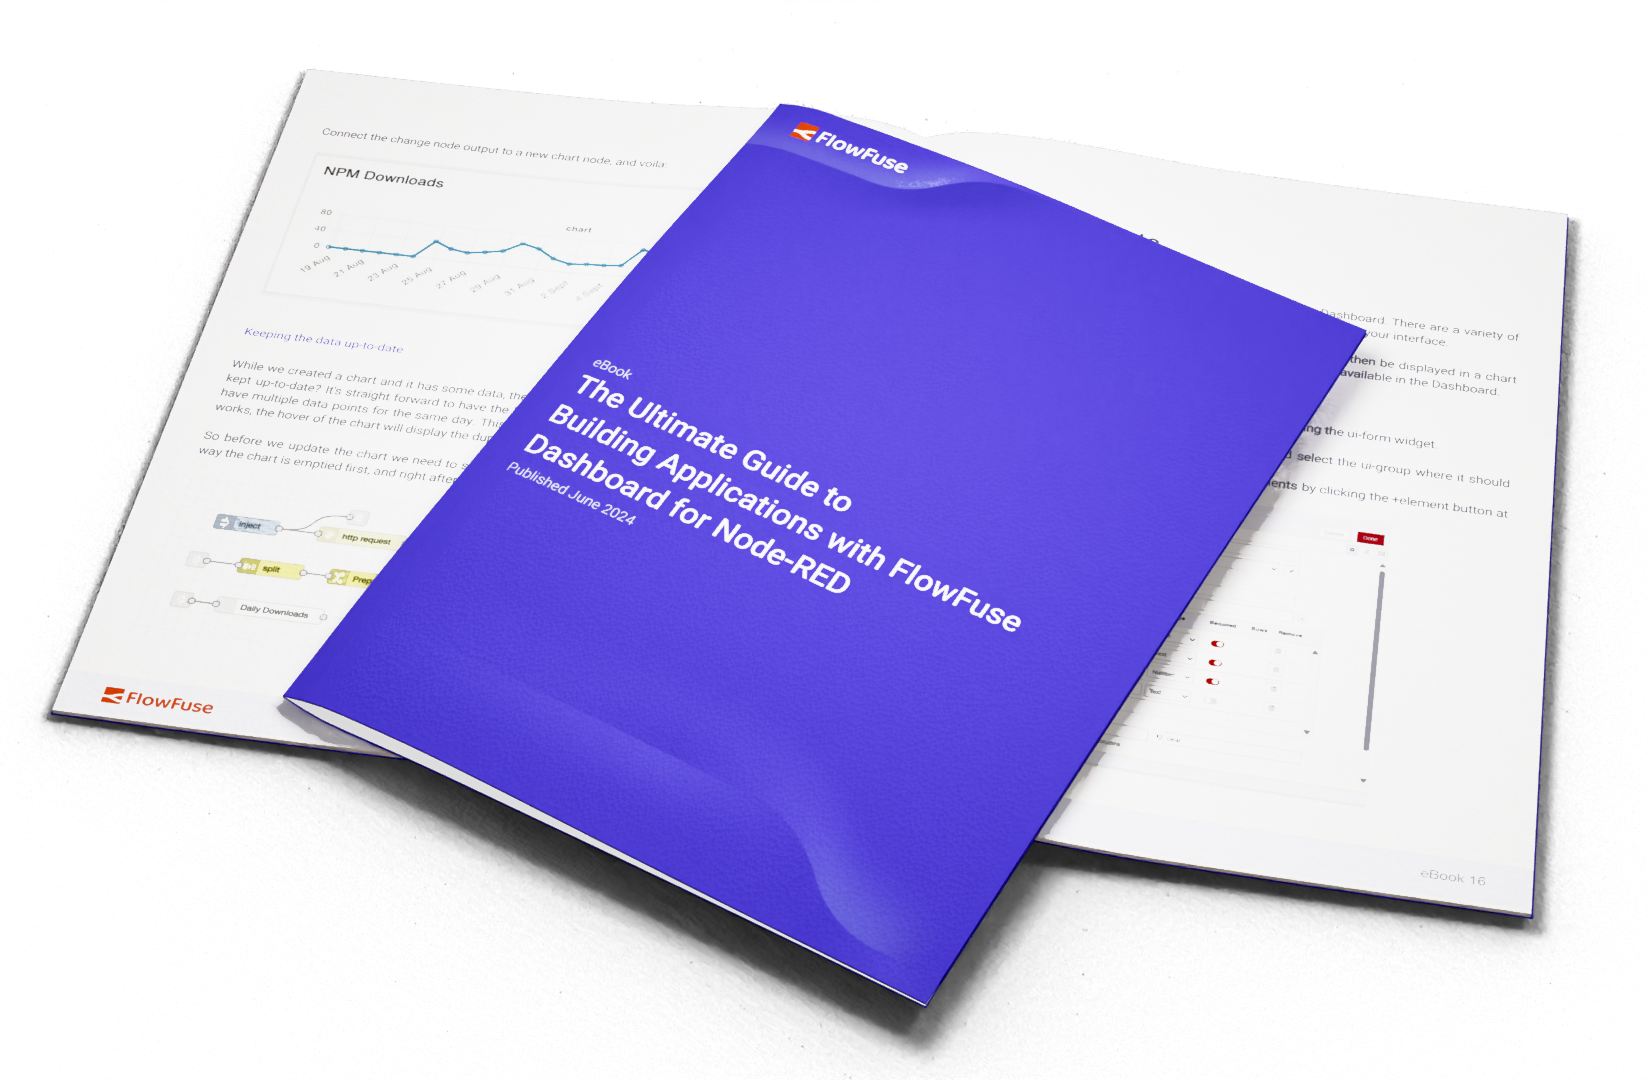 Connect the change node output to a new chart node, and voila:
NPM Downloads
chart
80
40
0
19 Aug
21 Aug
23 Aug
25 Aug
27 Aug
29 Aug
31 Aug
2 Sept
4 Sept
Keeping the data up-to-date
While we created a chart and it has some data, the
kept up-to-date? It's straight forward to have the
have multiple data points for the same day. This
works, the hover of the chart will display the
So before we update the chart we need to
way the chart is emptied first, and right after
inject
http request
split
Daily Downloads
FlowFuse
FlowFuse
eBook
The Ultimate Guide to
Building Applications with FlowFuse
Dashboard for Node-RED
Published June 2024
Dashboard. There are a variety of
your interface.
then be displayed in a chart
available in the Dashboard.
the ui-form widget.
select the ui-group where it should
by clicking the +element button at
Done
Required Rows Remove
Text
eBook 16